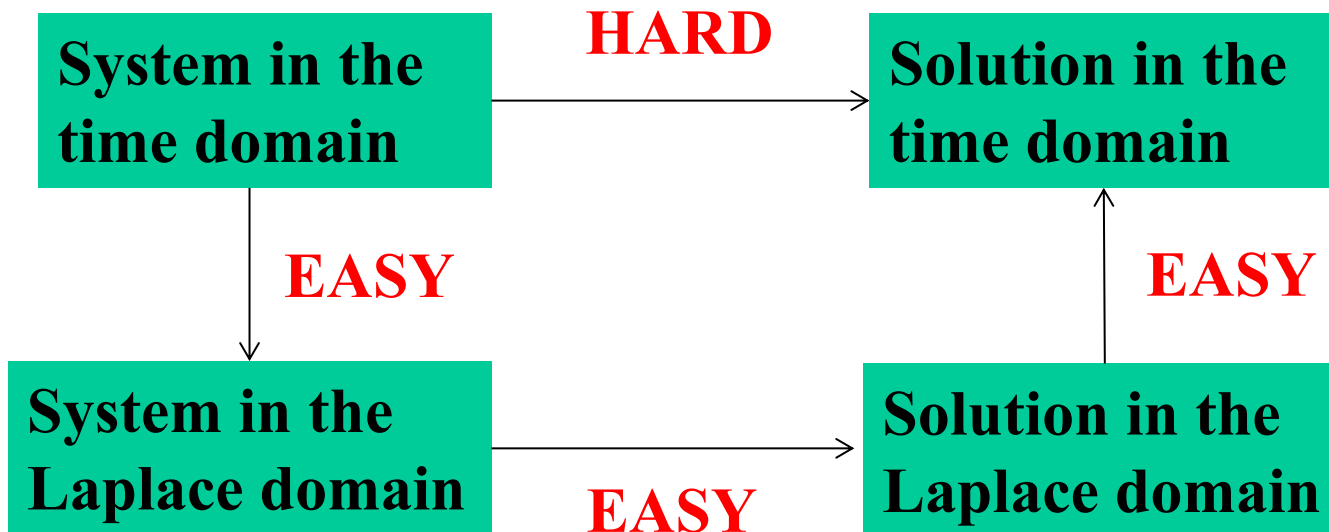 System in the
time domain
HARD
Solution in the
time domain
EASY
EASY
System in the
Laplace domain
EASY
Solution in the
Laplace domain